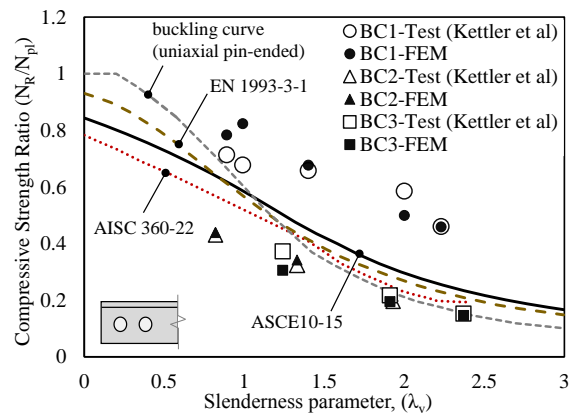 Compressive Strength Ratio (N_R/N_pl)
1.2
1
0.8
0.6
0.4
0.2
0
0
0.5
1
1.5
2
2.5
3
Slenderness parameter, (λ_v)
buckling curve
(uniaxial pin-ended)
EN 1993-3-1
AISC 360-22
ASCE10-15
BC1-Test (Kettler et al)
BC1-FEM
BC2-Test (Kettler et al)
BC2-FEM
BC3-Test (Kettler et al)
BC3-FEM